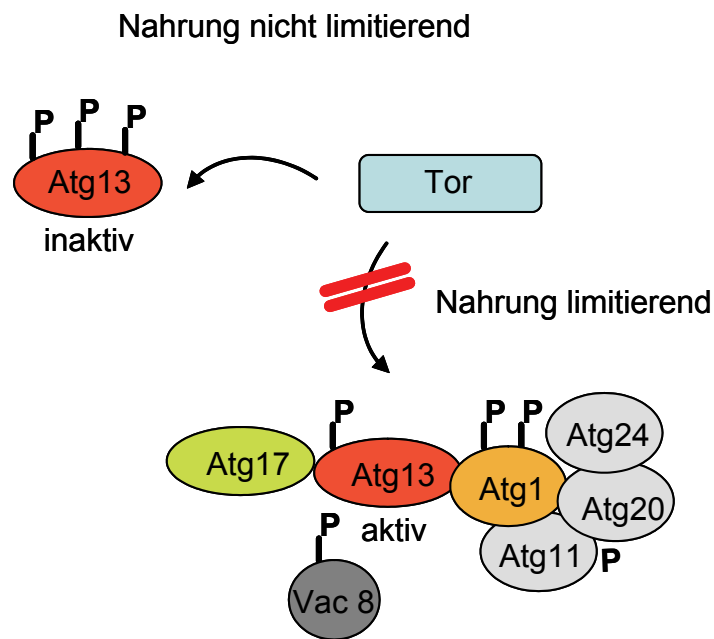 Nahrung nicht limitierend
P P P
Atg13
inaktiv
Tor
Nahrung limitierend
P P P
Atg24
Atg17
Atg13
Atg1
Atg20
aktiv
P
Atg11 P
Vac 8